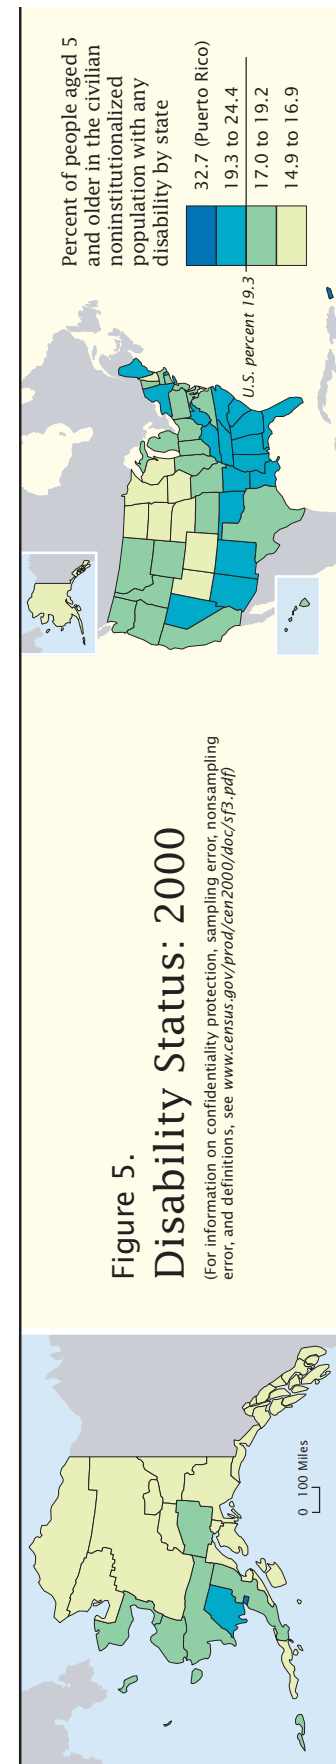 Figure 5.
Disability Status: 2000
(For information on confidentiality protection, sampling error, nonsampling
error, and definitions, see www.census.gov/prod/cen2000/doc/sf3.pdf)
Percent of people aged 5
and older in the civilian
noninstitutionalized
population with any
disability by state
32.7 (Puerto Rico)
19.3 to 24.4
U.S. percent 19.3
17.0 to 19.2
14.9 to 16.9
0 100 Miles